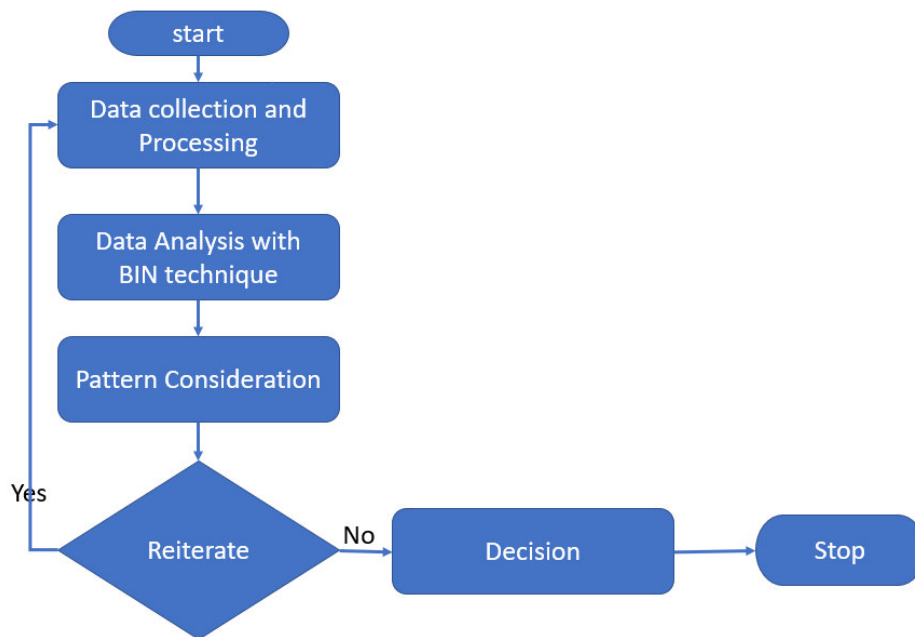 start
Data collection and
Processing
Data Analysis with
BIN technique
Pattern Consideration
Yes
Reiterate
No
Decision
Stop